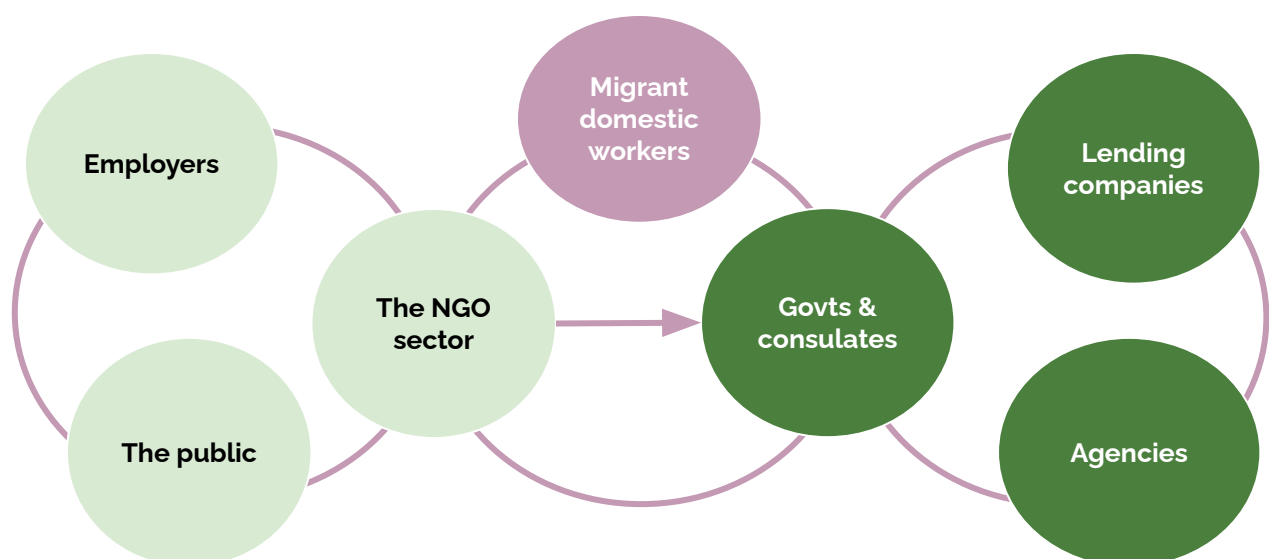 Employers
The public
The NGO
sector
Migrant
domestic
workers
Govts &
consulates
Lending
companies
Agencies